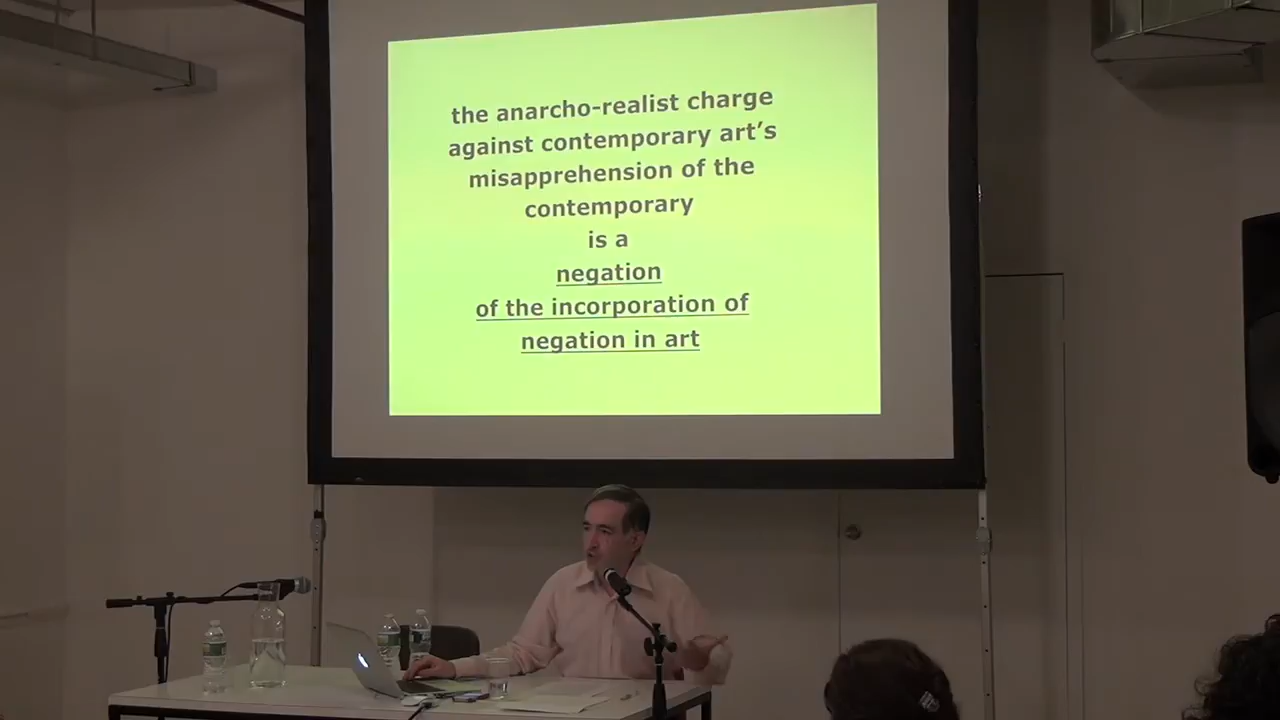 the anarcho-realist charge
against contemporary art's
misapprehension of the
contemporary
is a
negation
of the incorporation of
negation in art